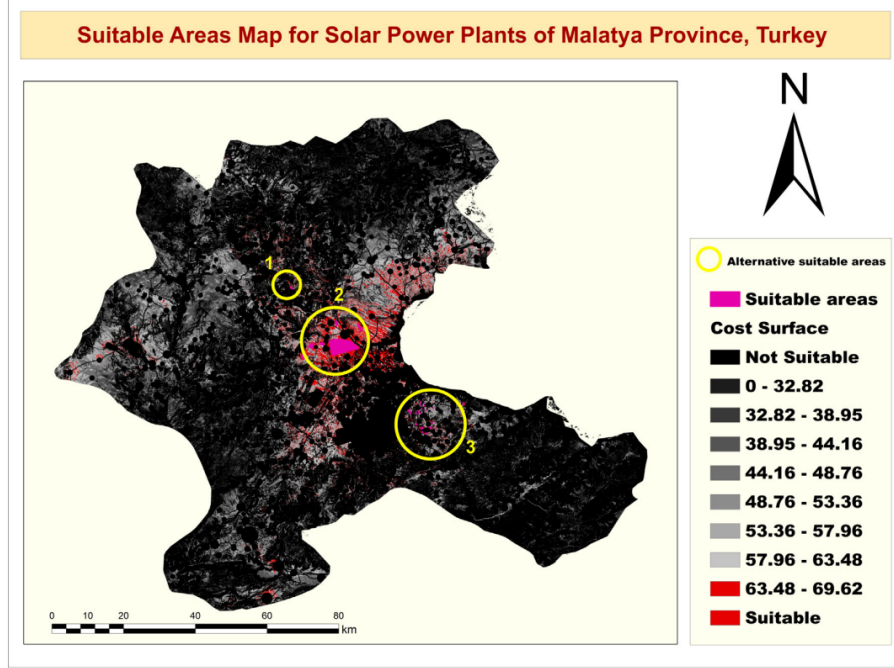 Suitable Areas Map for Solar Power Plants of Malatya Province, Turkey
N
1
2
3
Alternative suitable areas
Suitable areas
Cost Surface
Not Suitable
0 - 32.82
32.82 - 38.95
38.95 - 44.16
44.16 - 48.76
48.76 - 53.36
53.36 - 57.96
57.96 - 63.48
63.48 - 69.62
Suitable
0 10 20 40 60 80
km